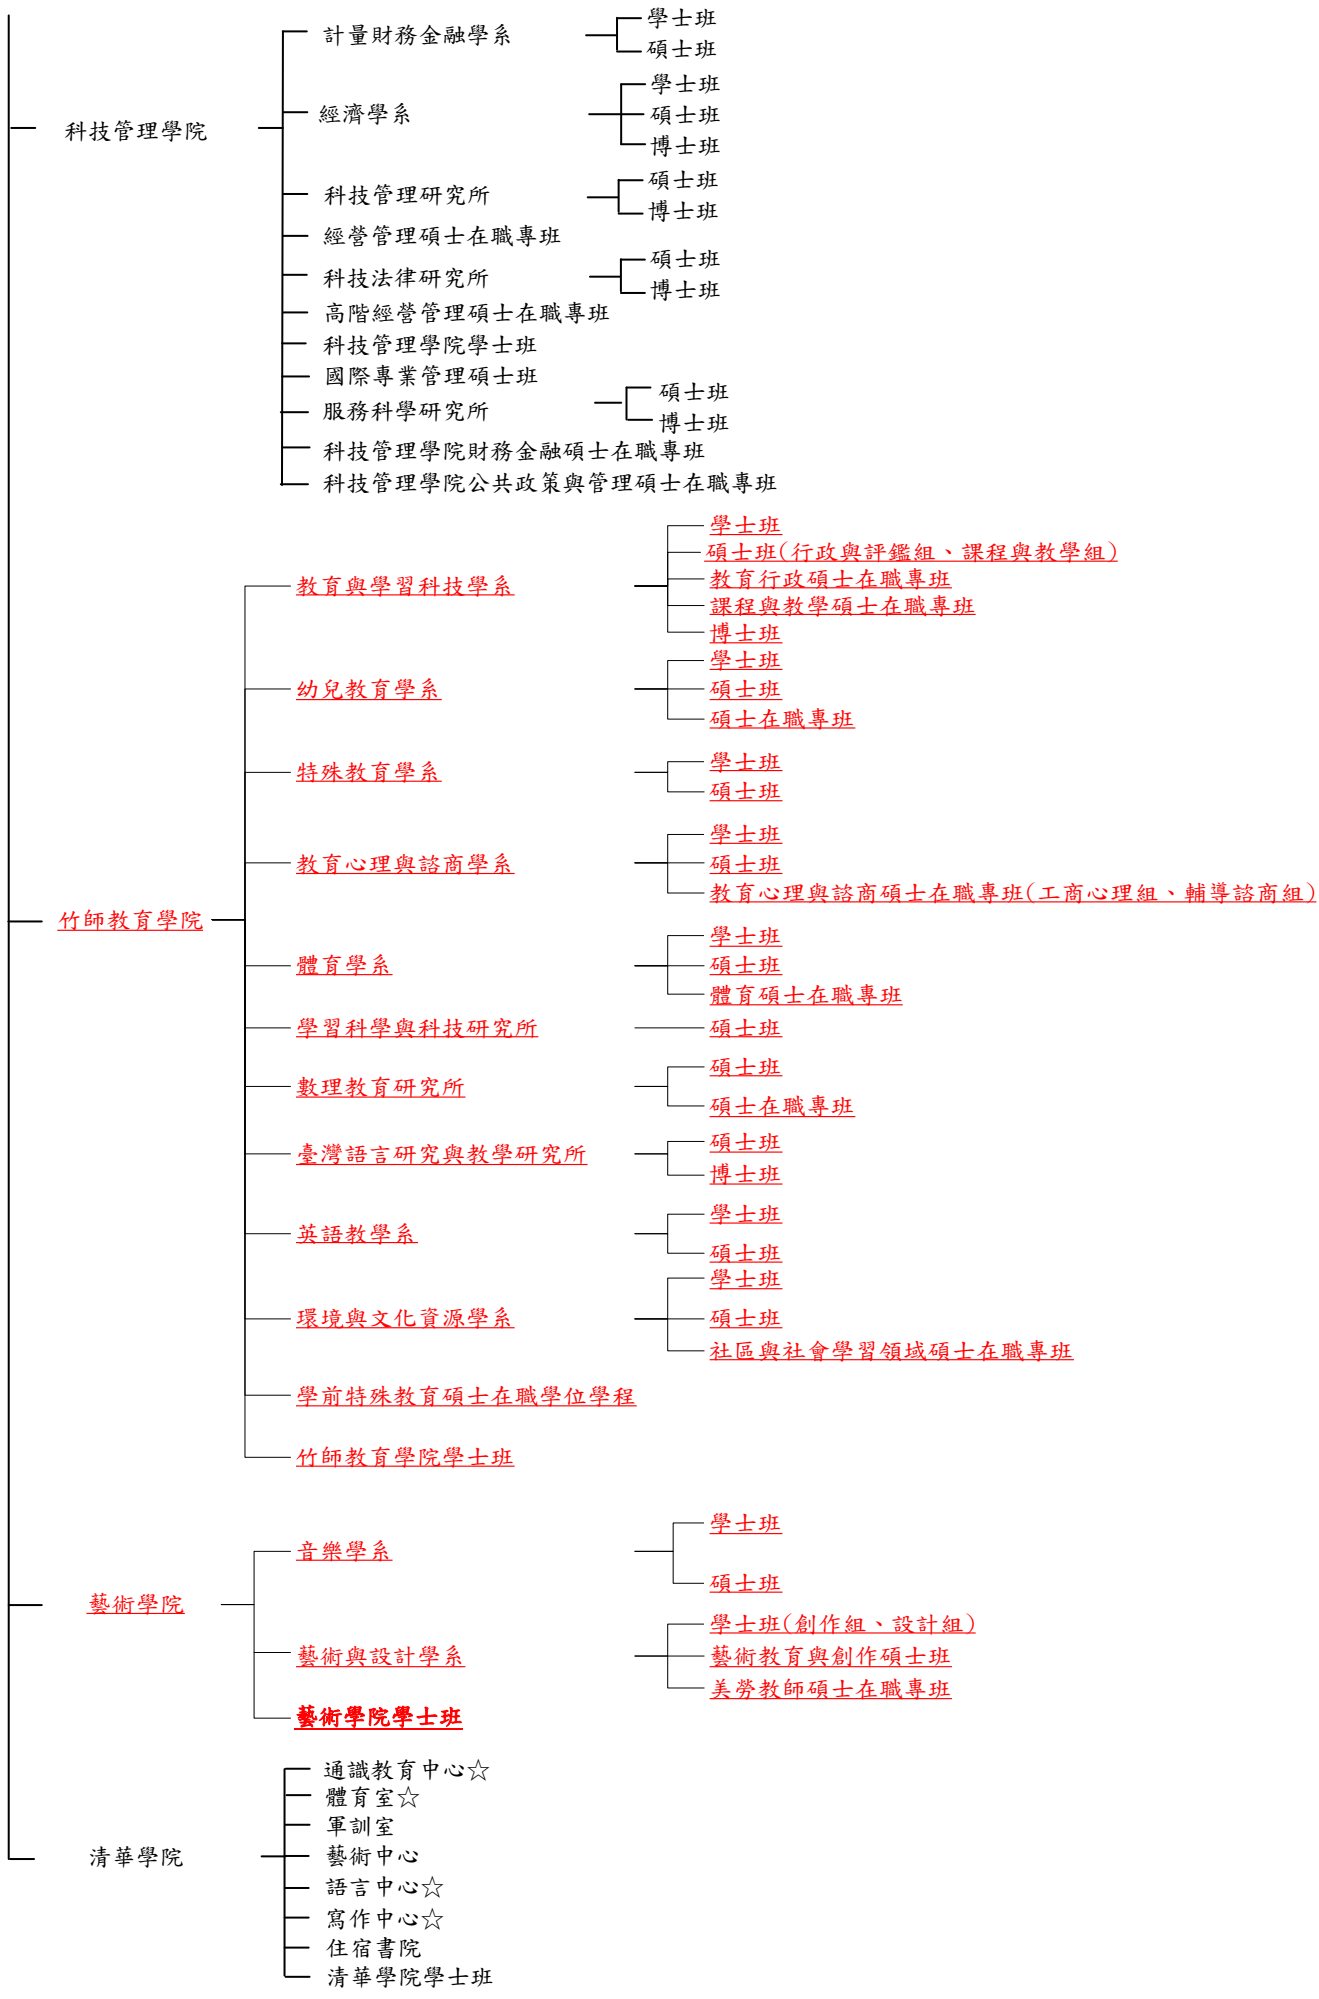 科技管理學院
計量財務金融學系
學士班
碩士班
經濟學系
學士班
碩士班
博士班
科技管理研究所
碩士班
博士班
經營管理碩士在職專班
科技法律研究所
碩士班
博士班
高階經營管理碩士在職專班
科技管理學院學士班
國際專業管理碩士班
服務科學研究所
碩士班
博士班
科技管理學院財務金融碩士在職專班
科技管理學院公共政策與管理碩士在職專班
竹師教育學院
教育與學習科技學系
學士班
碩士班(行政與評鑑組、課程與教學組)
教育行政碩士在職專班
課程與教學碩士在職專班
博士班
幼兒教育學系
學士班
碩士班
碩士在職專班
特殊教育學系
學士班
碩士班
教育心理與諮商學系
學士班
碩士班
教育心理與諮商碩士在職專班(工商心理組、輔導諮商組)
體育學系
學士班
碩士班
體育碩士在職專班
學習科學與科技研究所
碩士班
數理教育研究所
碩士班
碩士在職專班
臺灣語言研究與教學研究所
碩士班
博士班
英語教學系
學士班
碩士班
環境與文化資源學系
學士班
碩士班
社區與社會學習領域碩士在職專班
學前特殊教育碩士在職學位學程
竹師教育學院學士班
藝術學院
音樂學系
學士班
碩士班
藝術與設計學系
學士班(創作組、設計組)
藝術教育與創作碩士班
美勞教師碩士在職專班
藝術學院學士班
清華學院
通識教育中心☆
體育室☆
軍訓室
藝術中心
語言中心☆
寫作中心☆
住宿書院
清華學院學士班